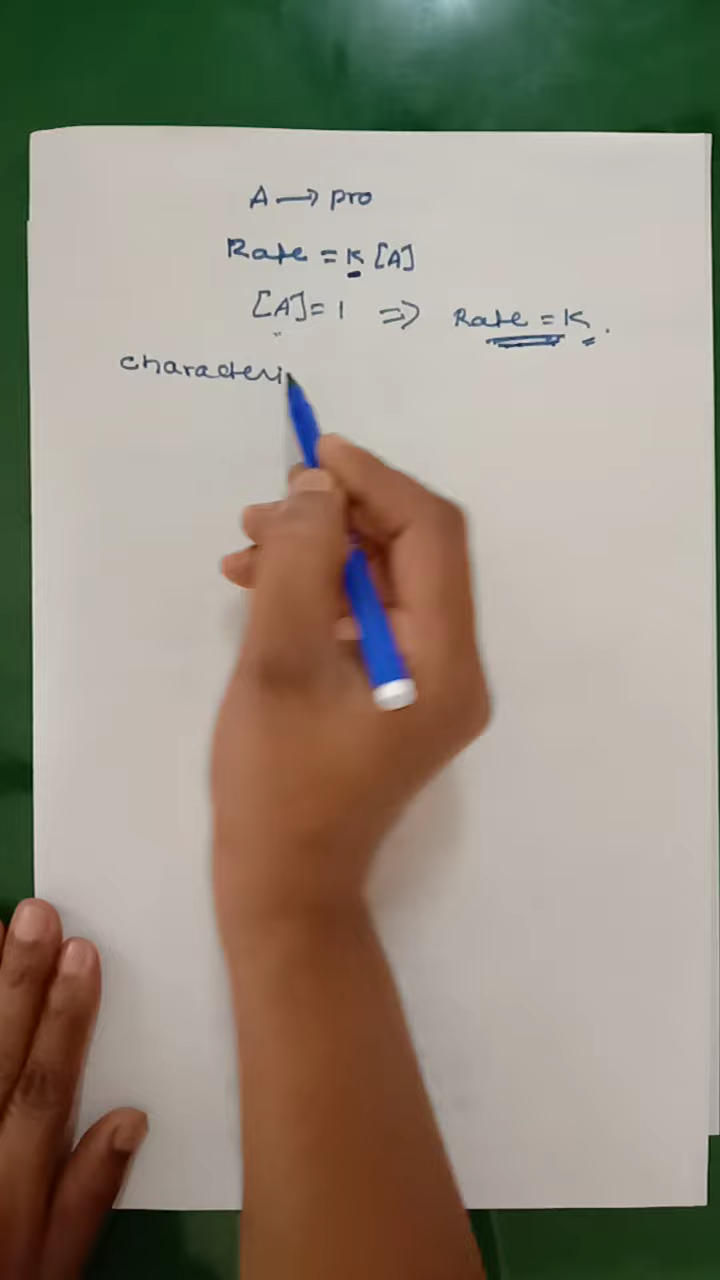 A → pro
Rate = K [A]
[A] = 1 ⇒ Rate = K.
characteri